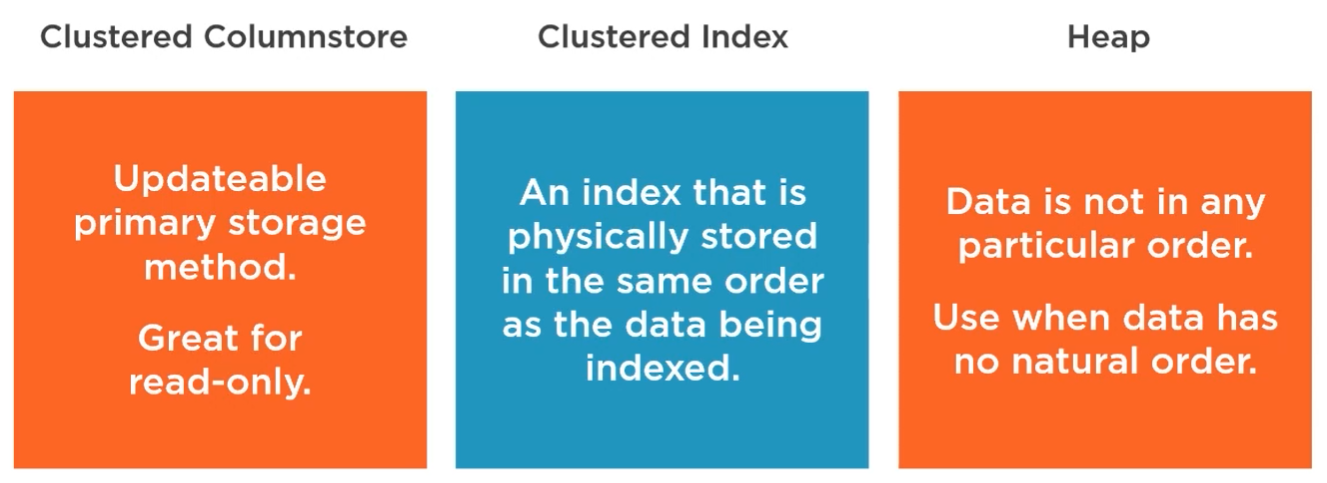 Clustered Columnstore
Updateable
primary storage
method.
Great for
read-only.
Clustered Index
An index that is
physically stored
in the same order
as the data being
indexed.
Heap
Data is not in any
particular order.
Use when data has
no natural order.